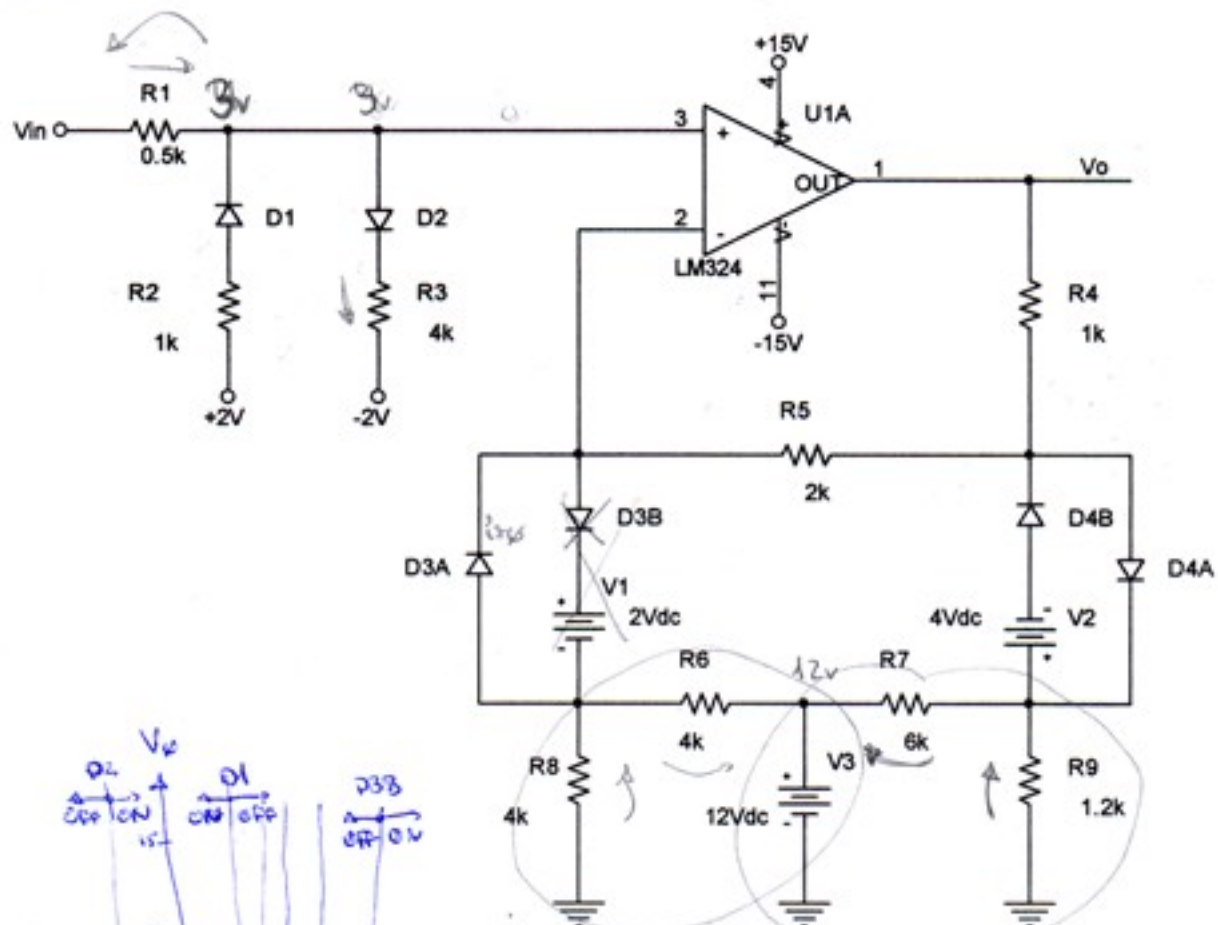 +15V
4
V+
U1A
R1
3v
3v
Vin
0.5k
3
+
OUT
1
Vo
D1
D2
2
-
LM324
V-
11
-15V
R2
1k
R3
4k
R4
1k
+2V
-2V
R5
2k
D3B
D4B
D3A
D4A
+
V1
2Vdc
-
4Vdc
-
V2
+
R6
12v
R7
4k
6k
R8
4k
V3
+
12Vdc
-
R9
1.2k
D2
D1
D3B
OFF ON
ON OFF
OFF ON
15